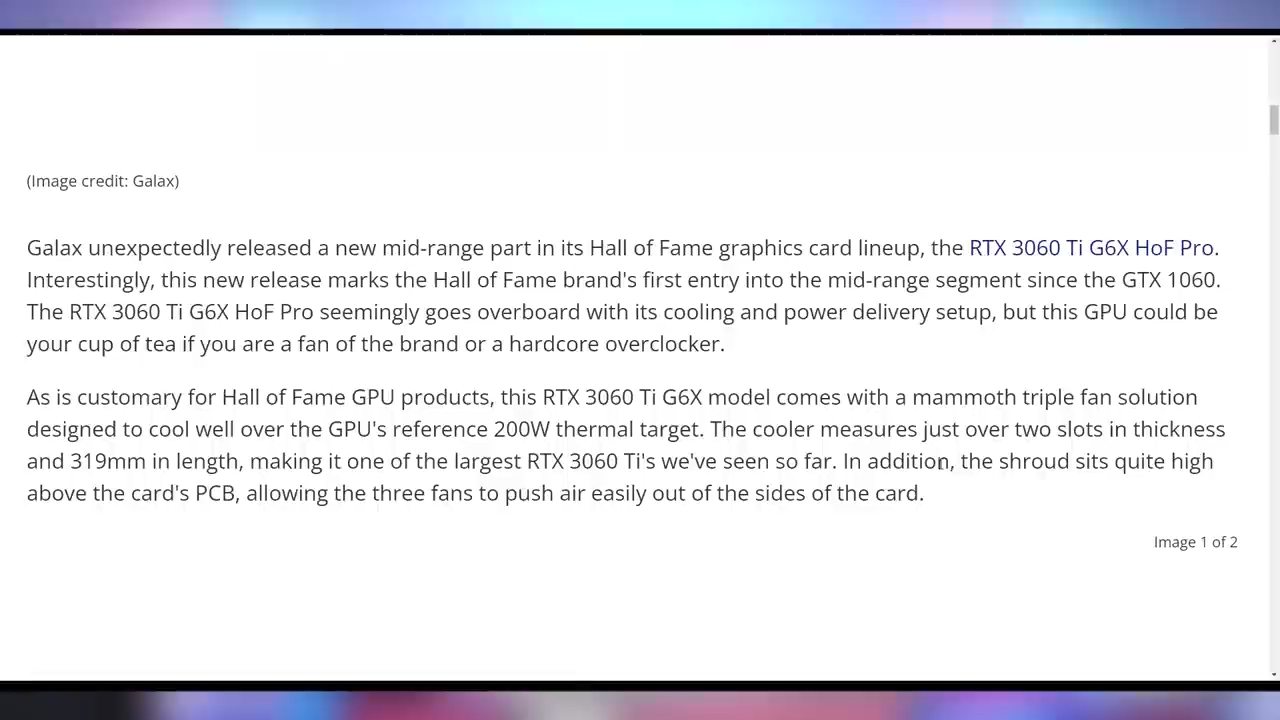 (Image credit: Galax)
Galax unexpectedly released a new mid-range part in its Hall of Fame graphics card lineup, the RTX 3060 Ti G6X HoF Pro.
Interestingly, this new release marks the Hall of Fame brand's first entry into the mid-range segment since the GTX 1060.
The RTX 3060 Ti G6X HoF Pro seemingly goes overboard with its cooling and power delivery setup, but this GPU could be
your cup of tea if you are a fan of the brand or a hardcore overclocker.
As is customary for Hall of Fame GPU products, this RTX 3060 Ti G6X model comes with a mammoth triple fan solution
designed to cool well over the GPU's reference 200W thermal target. The cooler measures just over two slots in thickness
and 319mm in length, making it one of the largest RTX 3060 Ti's we've seen so far. In addition, the shroud sits quite high
above the card's PCB, allowing the three fans to push air easily out of the sides of the card.
Image 1 of 2